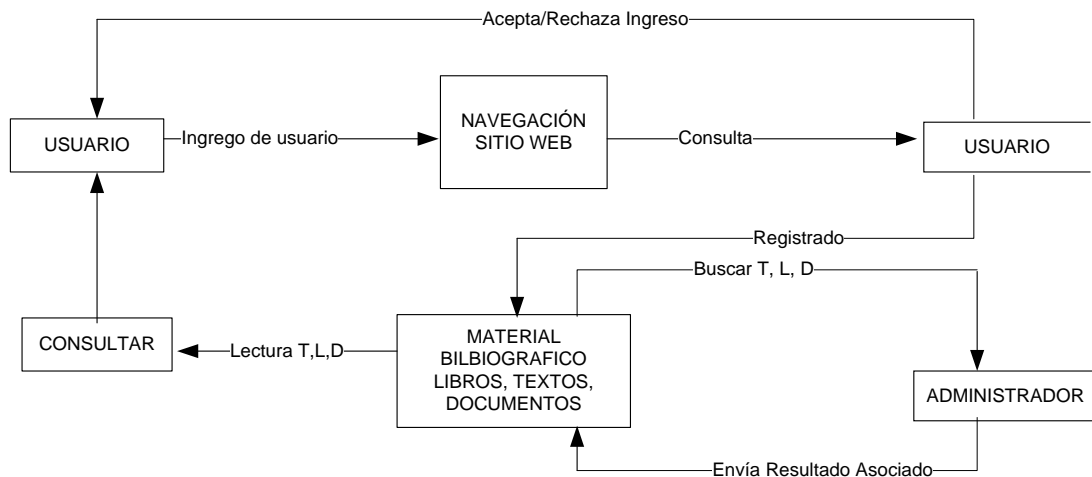 Acepta/Rechaza Ingreso
USUARIO
Ingrego de usuario
NAVEGACIÓN
SITIO WEB
Consulta
USUARIO
Registrado
Buscar T, L, D
CONSULTAR
Lectura T,L,D
MATERIAL
BILBIOGRAFICO
LIBROS, TEXTOS,
DOCUMENTOS
ADMINISTRADOR
Envía Resultado Asociado